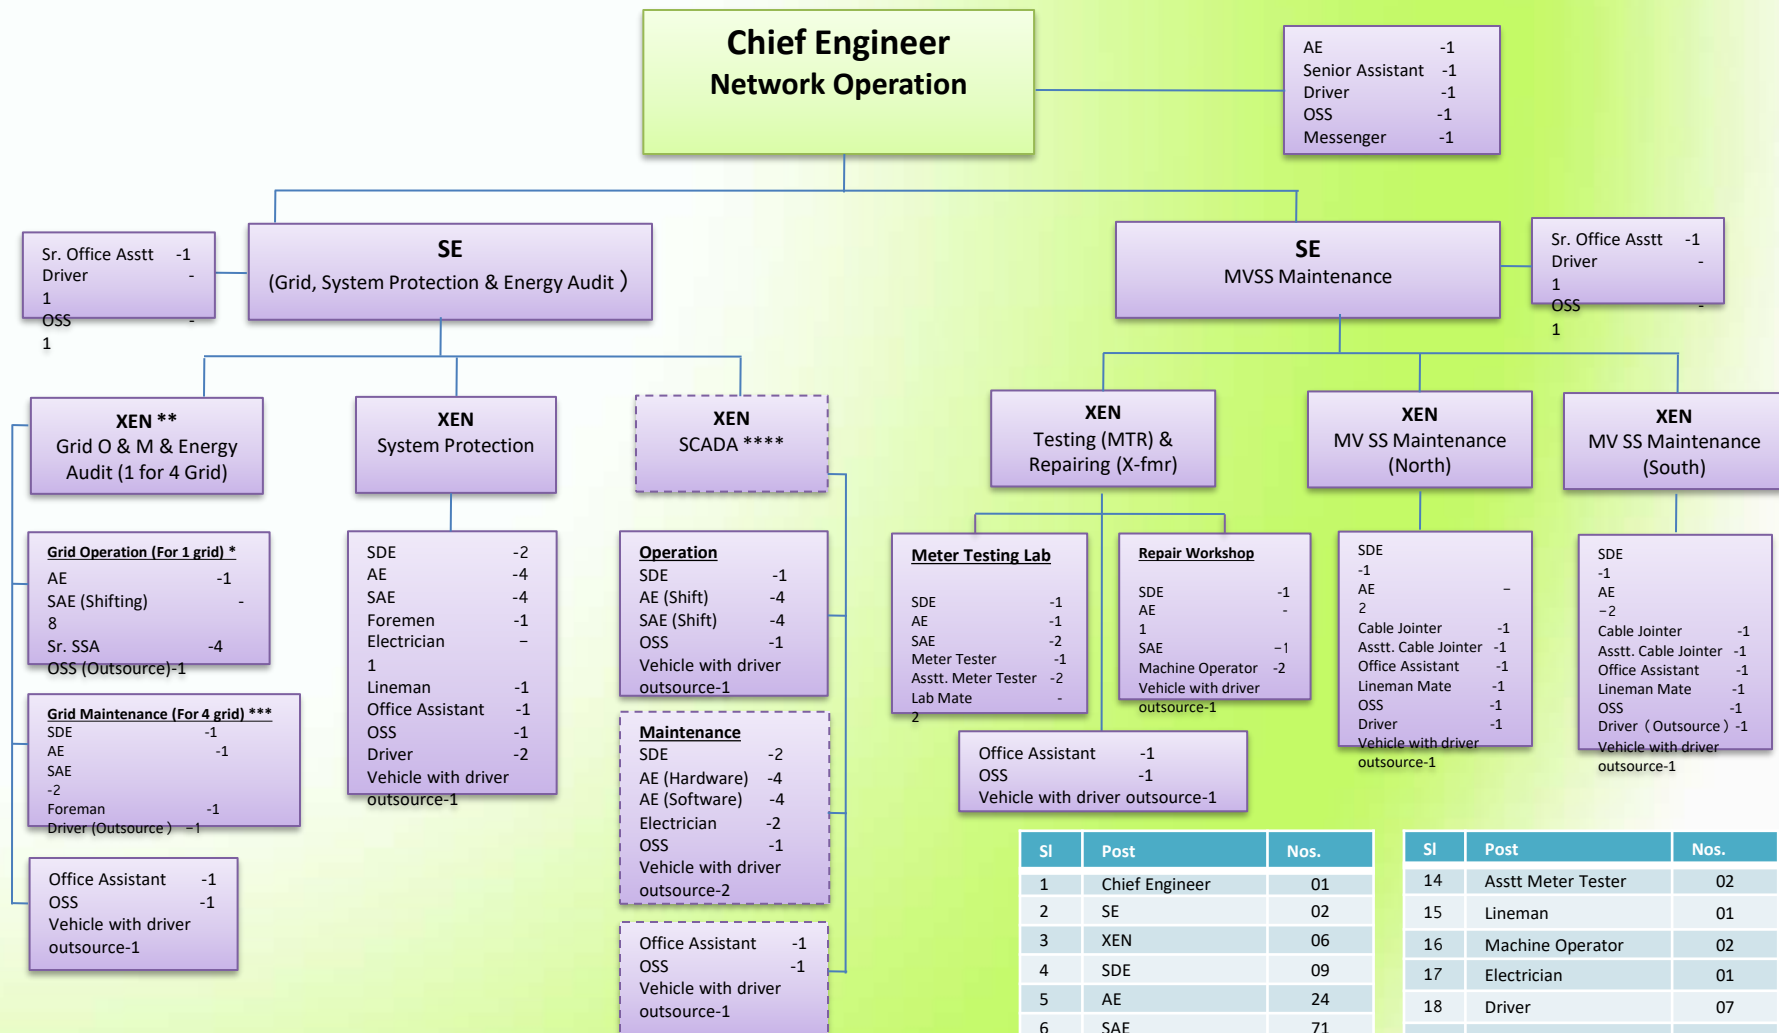 Chief Engineer
Network Operation
AE -1
Senior Assistant -1
Driver -1
OSS -1
Messenger -1
Sr. Office Asstt -1
Driver -
1
OSS -
1
SE
(Grid, System Protection & Energy Audit )
SE
MVSS Maintenance
Sr. Office Asstt -1
Driver -
1
OSS -
1
XEN **
Grid O & M & Energy
Audit (1 for 4 Grid)
XEN
System Protection
XEN
SCADA ****
XEN
Testing (MTR) &
Repairing (X-fmr)
XEN
MV SS Maintenance
(North)
XEN
MV SS Maintenance
(South)
Grid Operation (For 1 grid) *
AE -1
SAE (Shifting) -
8
Sr. SSA -4
OSS (Outsource)-1
Grid Maintenance (For 4 grid) ***
SDE -1
AE -1
SAE
-2
Foreman -1
Driver (Outsource ) –1
Office Assistant -1
OSS -1
Vehicle with driver
outsource-1
SDE -2
AE -4
SAE -4
Foremen -1
Electrician –
1
Lineman -1
Office Assistant -1
OSS -1
Driver -2
Vehicle with driver
outsource-1
Operation
SDE -1
AE (Shift) -4
SAE (Shift) -4
OSS -1
Vehicle with driver
outsource-1
Maintenance
SDE -2
AE (Hardware) -4
AE (Software) -4
Electrician -2
OSS -1
Vehicle with driver
outsource-2
Office Assistant -1
OSS -1
Vehicle with driver
outsource-1
Meter Testing Lab
SDE -1
AE -1
SAE -2
Meter Tester -1
Asstt. Meter Tester -2
Lab Mate -
2
Repair Workshop
SDE -1
AE -
1
SAE –1
Machine Operator -2
Vehicle with driver
outsource-1
Office Assistant -1
OSS -1
Vehicle with driver outsource-1
SDE
-1
AE –
2
Cable Jointer -1
Asstt. Cable Jointer -1
Office Assistant -1
Lineman Mate -1
OSS -1
Driver -1
Vehicle with driver
outsource-1
SDE
-1
AE
–2
Cable Jointer -1
Asstt. Cable Jointer -1
Office Assistant -1
Lineman Mate -1
OSS -1
Driver ( Outsource ) -1
Vehicle with driver
outsource-1
Sl Post Nos.
1 Chief Engineer 01
2 SE 02
3 XEN 06
4 SDE 09
5 AE 24
6 SAE 71
Sl Post Nos.
14 Asstt Meter Tester 02
15 Lineman 01
16 Machine Operator 02
17 Electrician 01
18 Driver 07